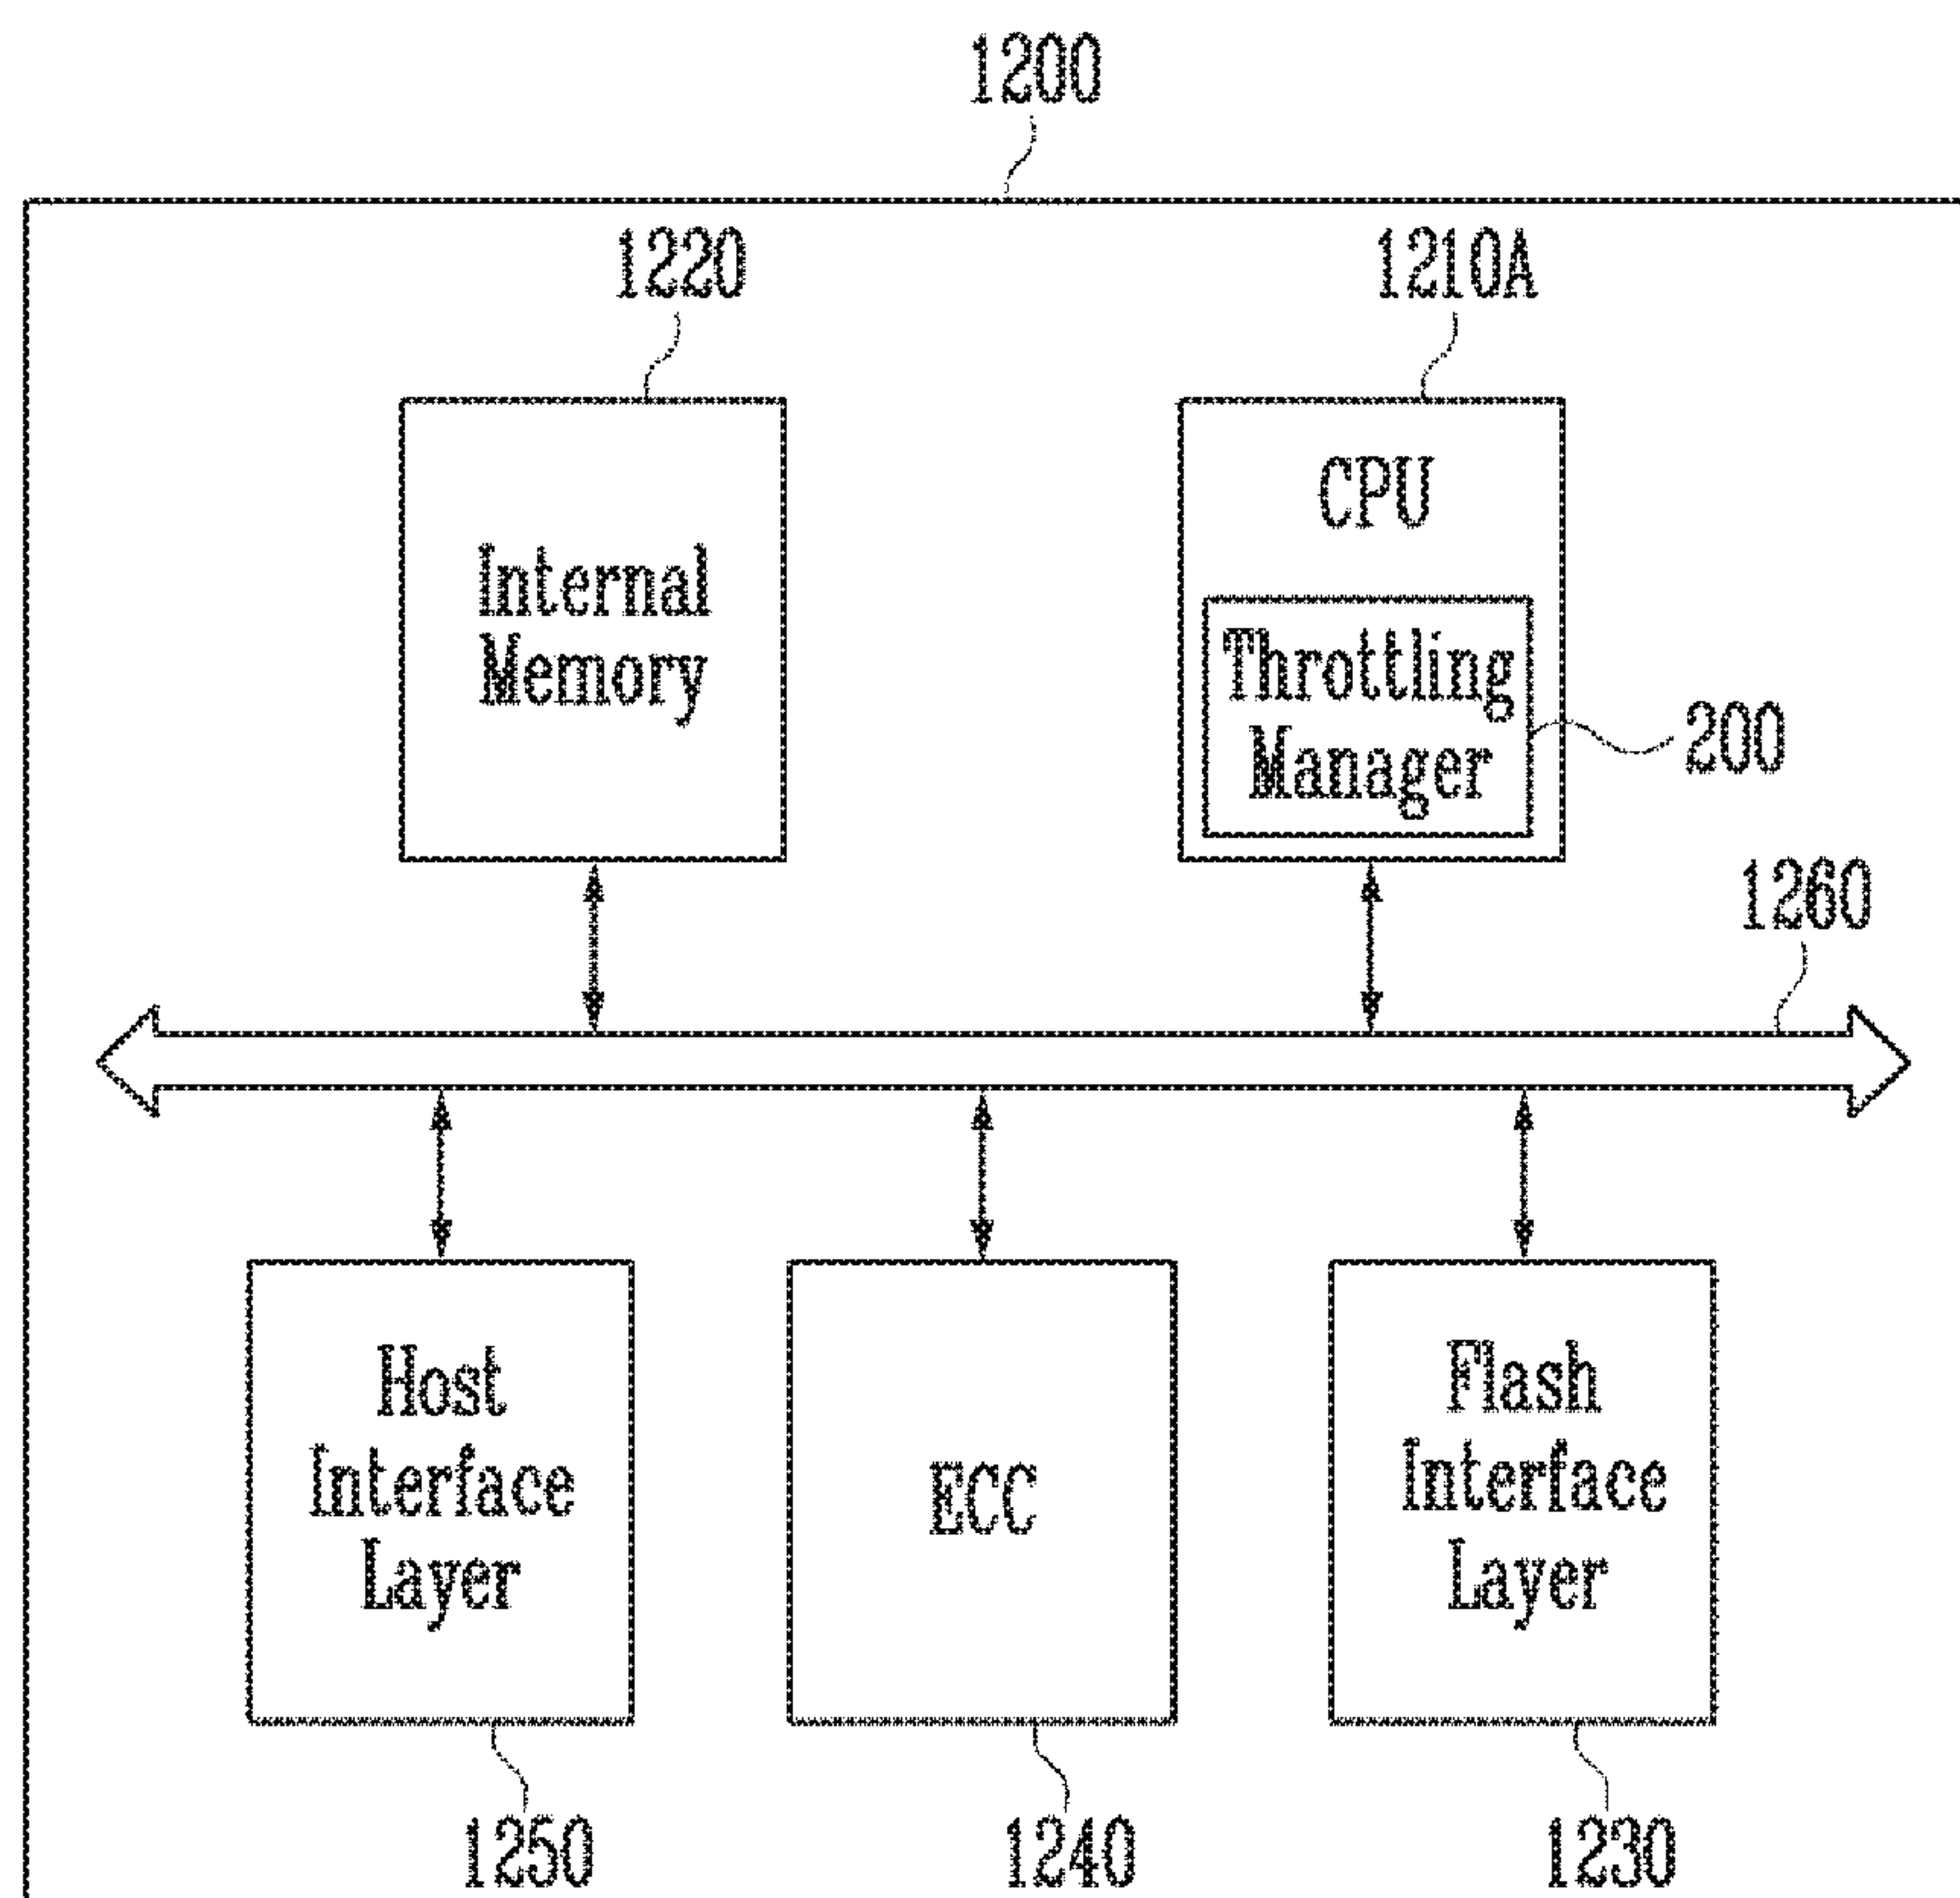 1200
1220
1210A
CPU
Internal
Memory
Throttling
Manager
200
1260
Host
Interface
Layer
ECC
Flash
Interface
Layer
1250
1240
1230